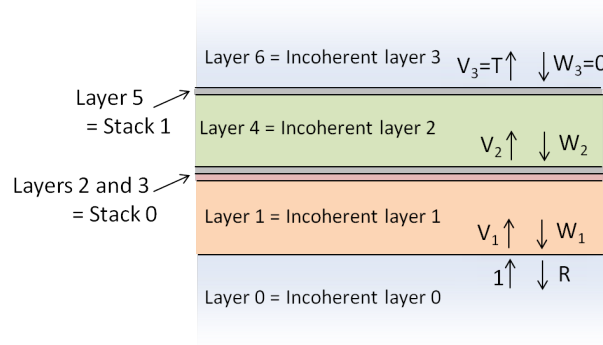 Layer 6 = Incoherent layer 3
V₃=T
W₃=0
Layer 5
= Stack 1
Layer 4 = Incoherent layer 2
V₂
W₂
Layers 2 and 3
= Stack 0
Layer 1 = Incoherent layer 1
V₁
W₁
1
R
Layer 0 = Incoherent layer 0